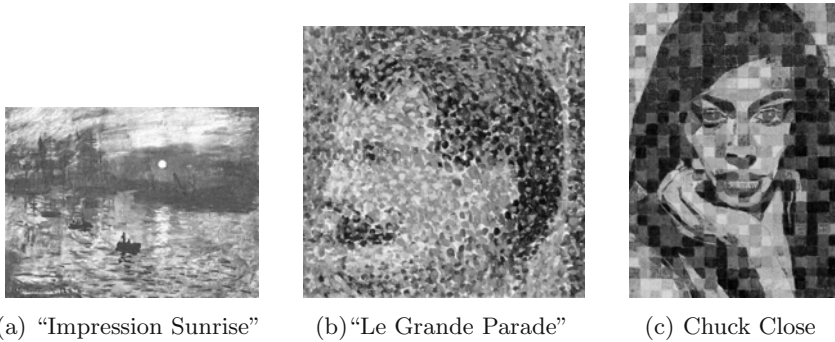 (a) “Impression Sunrise”
(b)“Le Grande Parade”
(c) Chuck Close